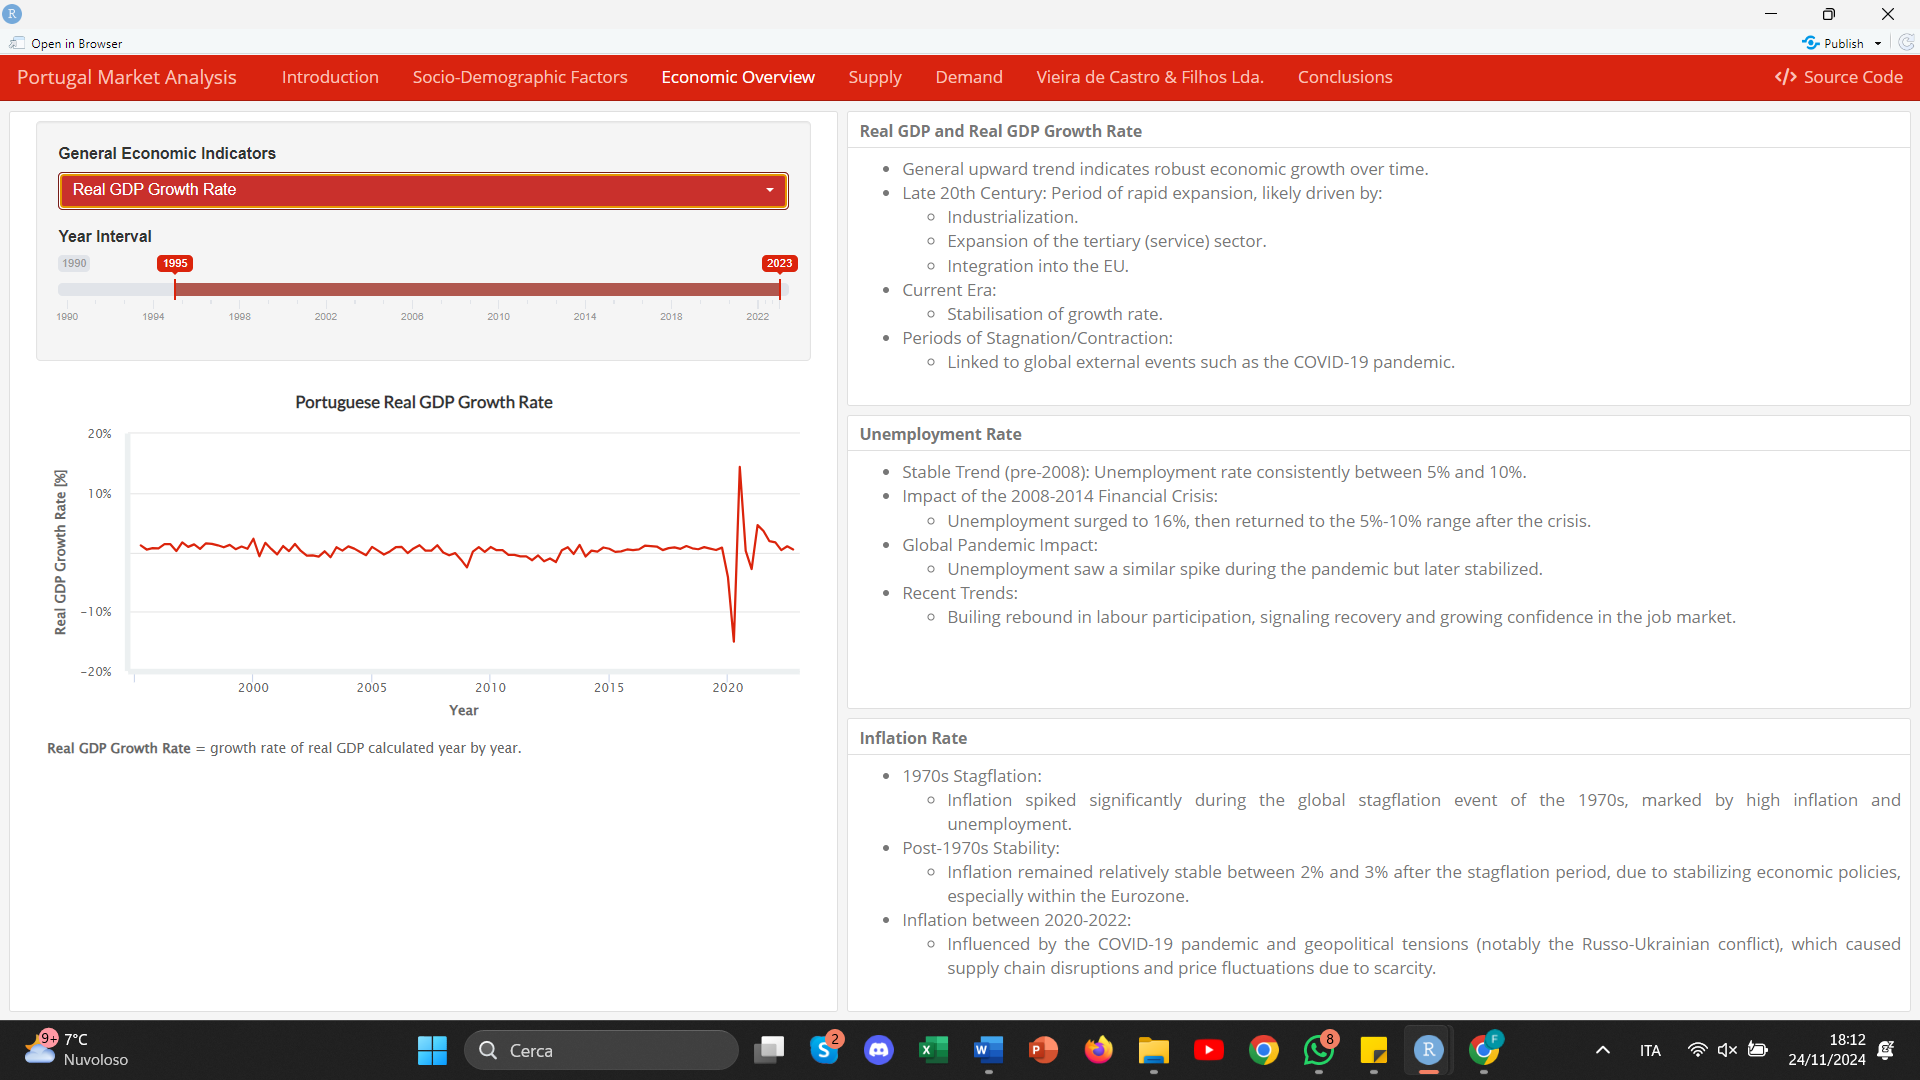 R
Open in Browser
Publish
Portugal Market Analysis
Introduction
Socio-Demographic Factors
Economic Overview
Supply
Demand
Vieira de Castro & Filhos Lda.
Conclusions
</> Source Code
General Economic Indicators
Real GDP Growth Rate
Year Interval
1990
1995
2023
1990
1994
1998
2002
2006
2010
2014
2018
2022
Portuguese Real GDP Growth Rate
Real GDP Growth Rate [%]
20%
10%
-10%
-20%
2000
2005
2010
2015
2020
Year
Real GDP Growth Rate = growth rate of real GDP calculated year by year.
Real GDP and Real GDP Growth Rate
General upward trend indicates robust economic growth over time.
Late 20th Century: Period of rapid expansion, likely driven by:
Industrialization.
Expansion of the tertiary (service) sector.
Integration into the EU.
Current Era:
Stabilisation of growth rate.
Periods of Stagnation/Contraction:
Linked to global external events such as the COVID-19 pandemic.
Unemployment Rate
Stable Trend (pre-2008): Unemployment rate consistently between 5% and 10%.
Impact of the 2008-2014 Financial Crisis:
Unemployment surged to 16%, then returned to the 5%-10% range after the crisis.
Global Pandemic Impact:
Unemployment saw a similar spike during the pandemic but later stabilized.
Recent Trends:
Builing rebound in labour participation, signaling recovery and growing confidence in the job market.
Inflation Rate
1970s Stagflation:
Inflation spiked significantly during the global stagflation event of the 1970s, marked by high inflation and
unemployment.
Post-1970s Stability:
Inflation remained relatively stable between 2% and 3% after the stagflation period, due to stabilizing economic policies,
especially within the Eurozone.
Inflation between 2020-2022:
Influenced by the COVID-19 pandemic and geopolitical tensions (notably the Russo-Ukrainian conflict), which caused
supply chain disruptions and price fluctuations due to scarcity.
9+
7°C
Nuvoloso
Cerca
S
2
X
W
P
8
R
F
ITA
18:12
24/11/2024